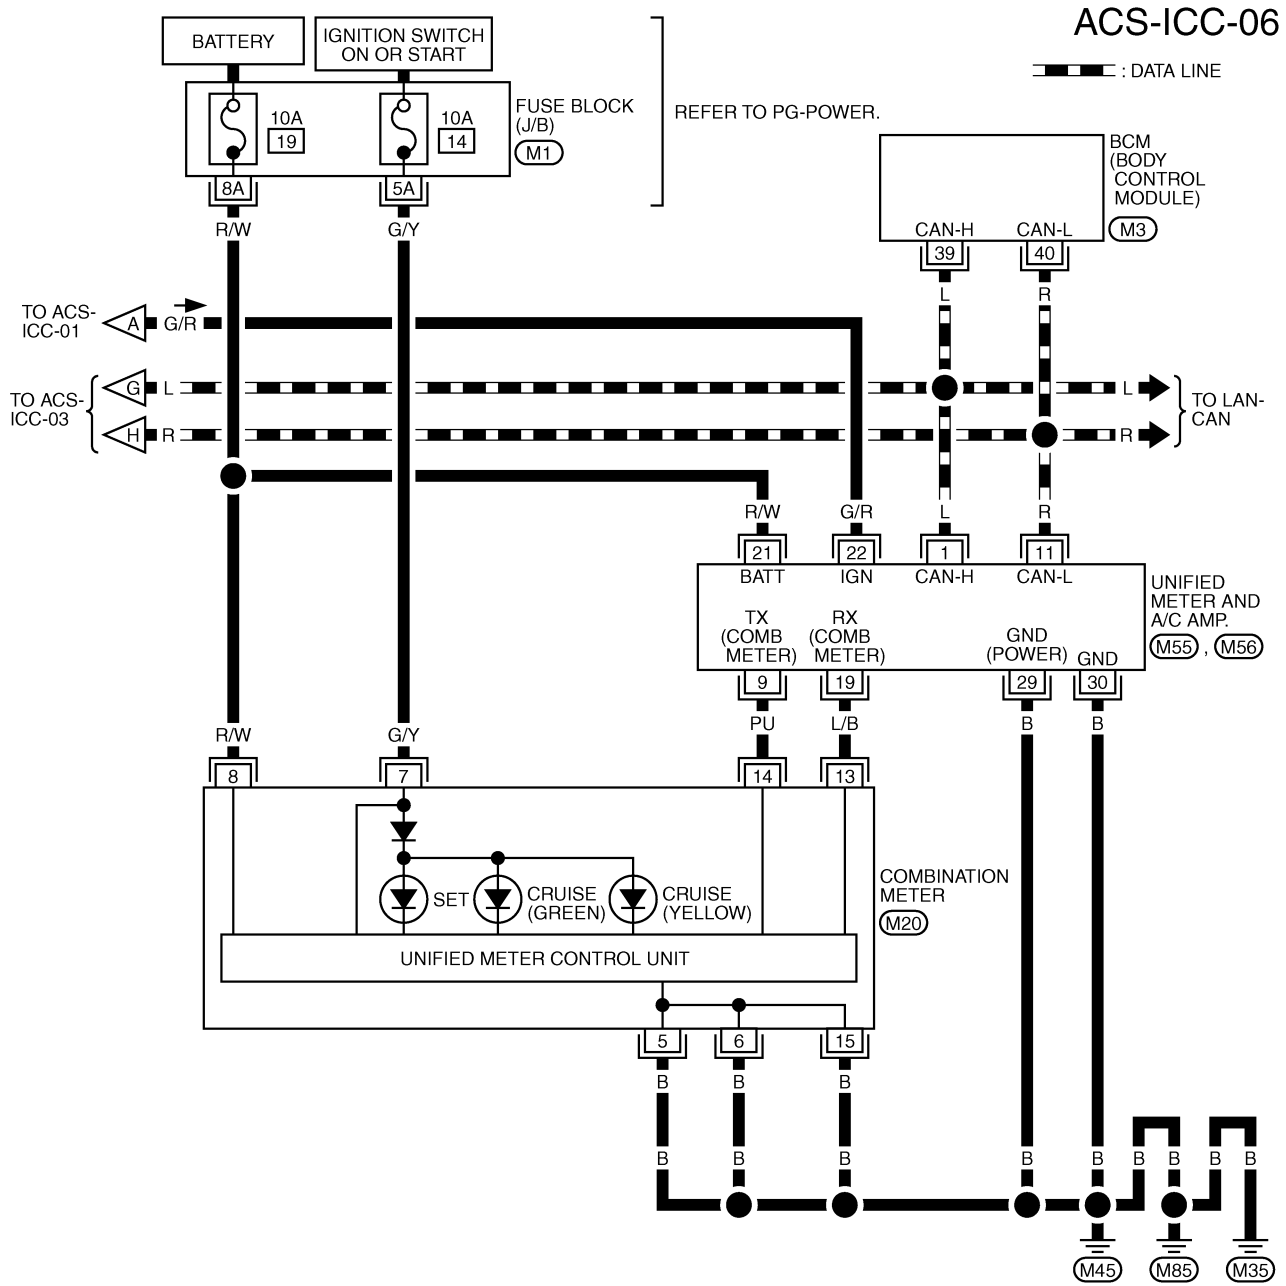 ACS-ICC-06
: DATA LINE
BATTERY
IGNITION SWITCH
ON OR START
10A
19
10A
14
FUSE BLOCK
(J/B)
M1
REFER TO PG-POWER.
8A
5A
R/W
G/Y
BCM
(BODY
CONTROL
MODULE)
M3
CAN-H
CAN-L
39
40
L
R
TO ACS-
ICC-01
A
G/R
TO ACS-
ICC-03
G
L
H
R
L
R
TO LAN-
CAN
R/W
G/R
L
R
21
22
1
11
BATT
IGN
CAN-H
CAN-L
TX
(COMB
METER)
RX
(COMB
METER)
GND
(POWER)
GND
UNIFIED
METER AND
A/C AMP.
M55 , M56
9
19
29
30
PU
L/B
B
B
R/W
G/Y
8
7
14
13
SET
CRUISE
(GREEN)
CRUISE
(YELLOW)
UNIFIED METER CONTROL UNIT
COMBINATION
METER
M20
5
6
15
B
B
B
B
B
B
B
B
B
B
B
B
M45
M85
M35